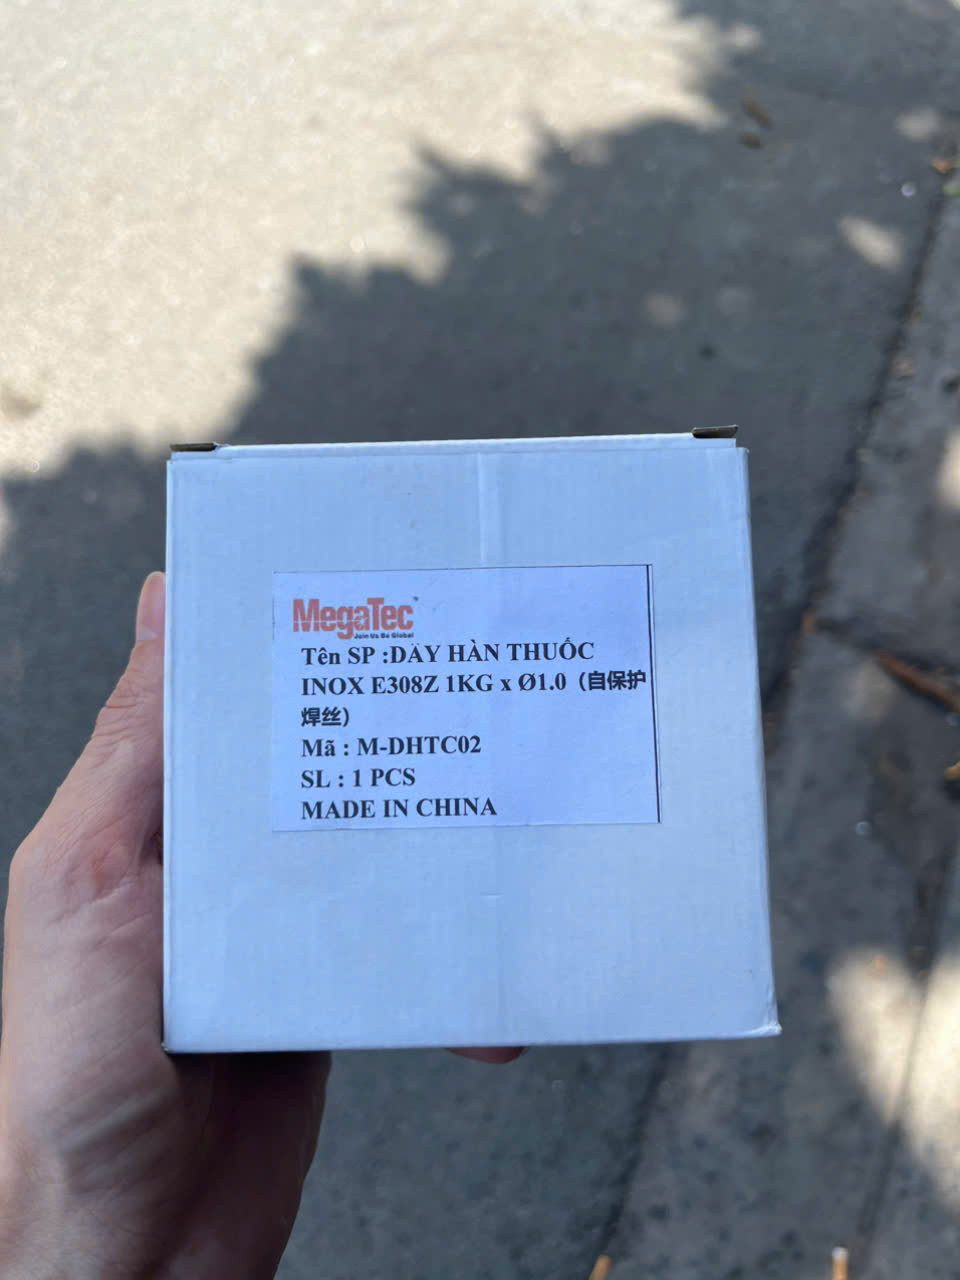 MegaTec
Join Us Be Global
Tên SP :DÂY HÀN THUỐC
INOX E308Z 1KG x Ø1.0（自保护
焊丝）
Mã : M-DHTC02
SL : 1 PCS
MADE IN CHINA